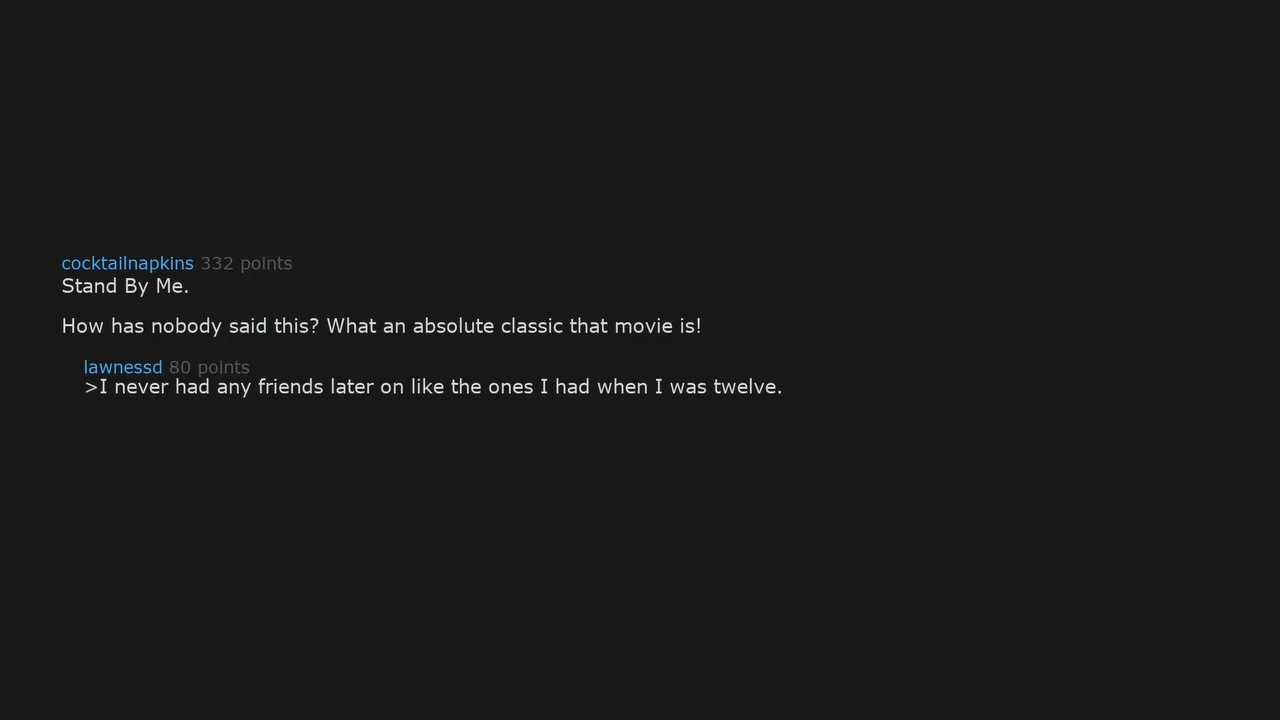 cocktailnapkins 332 points
Stand By Me.
How has nobody said this? What an absolute classic that movie is!
lawnessd 80 points
>I never had any friends later on like the ones I had when I was twelve.